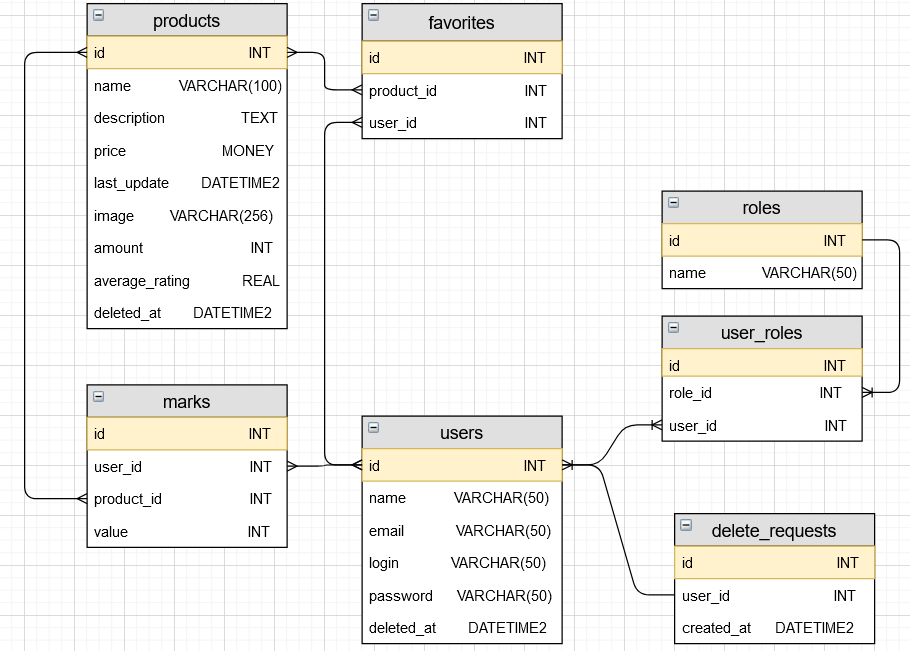 products
id INT
name VARCHAR(100)
description TEXT
price MONEY
last_update DATETIME2
image VARCHAR(256)
amount INT
average_rating REAL
deleted_at DATETIME2
favorites
id INT
product_id INT
user_id INT
roles
id INT
name VARCHAR(50)
user_roles
id INT
role_id INT
user_id INT
marks
id INT
user_id INT
product_id INT
value INT
users
id INT
name VARCHAR(50)
email VARCHAR(50)
login VARCHAR(50)
password VARCHAR(50)
deleted_at DATETIME2
delete_requests
id INT
user_id INT
created_at DATETIME2